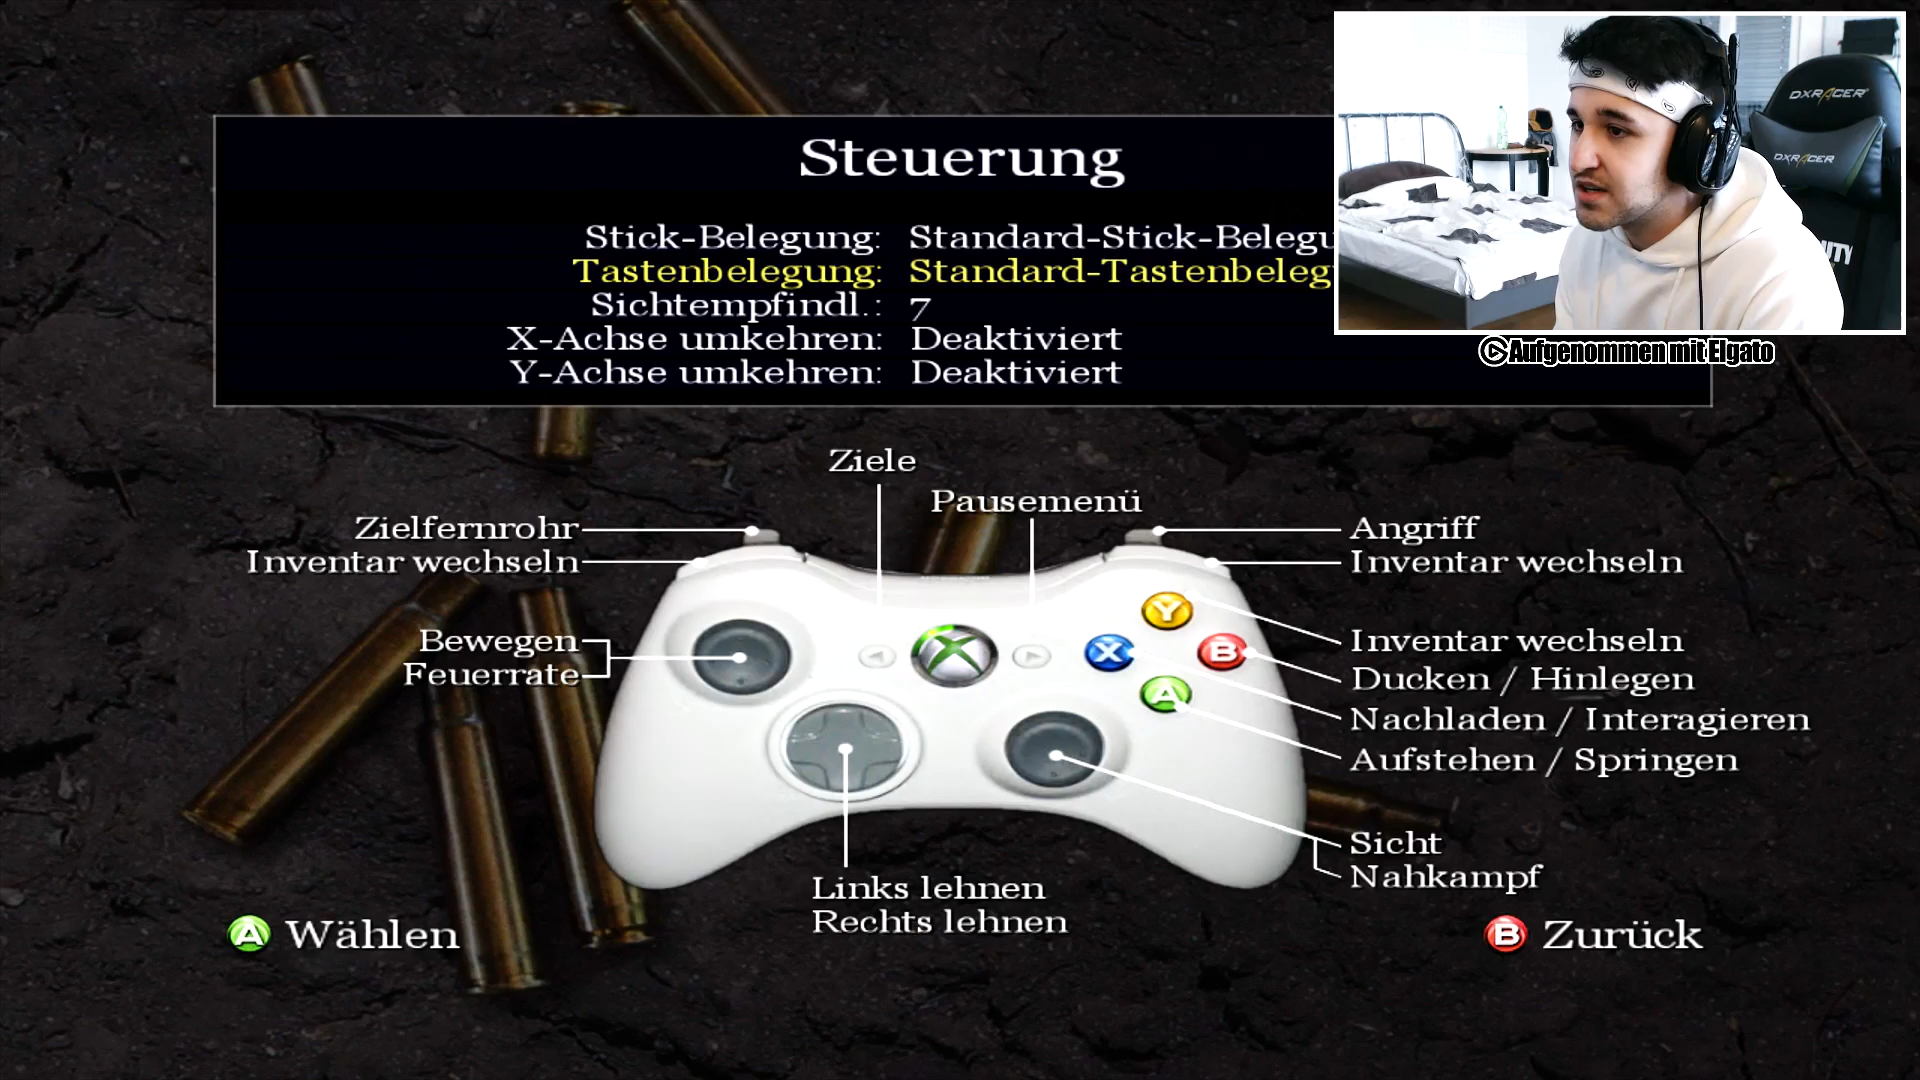 Steuerung
Stick-Belegung: Standard-Stick-Belegu
Tastenbelegung: Standard-Tastenbeleg
Sichtempfindl.: 7
X-Achse umkehren: Deaktiviert
Y-Achse umkehren: Deaktiviert
DXRACER
DXRACER
Aufgenommen mit Elgato
Ziele
Pausemenü
Zielfernrohr
Inventar wechseln
Bewegen
Feuerrate
Angriff
Inventar wechseln
Inventar wechseln
Ducken / Hinlegen
Nachladen / Interagieren
Aufstehen / Springen
Sicht
Nahkampf
Y
X
B
A
Links lehnen
Rechts lehnen
A Wählen
B Zurück